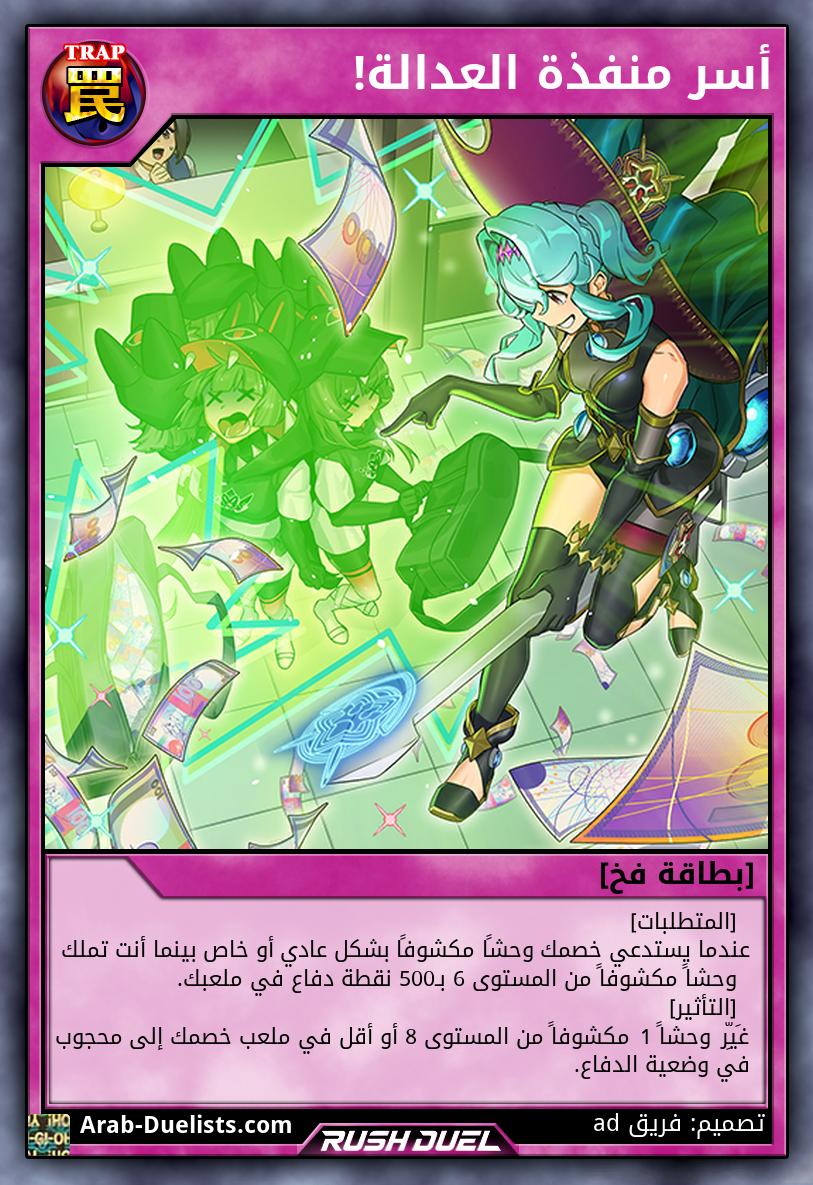 TRAP
罠
أسر منفذة العدالة!
[بطاقة فخ]
[المتطلبات]
عندما يستدعي خصمك وحشاً مكشوفاً بشكل عادي أو خاص بينما أنت تملك
وحشاً مكشوفاً من المستوى 6 بـ500 نقطة دفاع في ملعبك.
[التأثير]
غَيِّر وحشاً 1 مكشوفاً من المستوى 8 أو أقل في ملعب خصمك إلى محجوب
في وضعية الدفاع.
Arab-Duelists.com
RUSH DUEL
تصميم: فريق ad